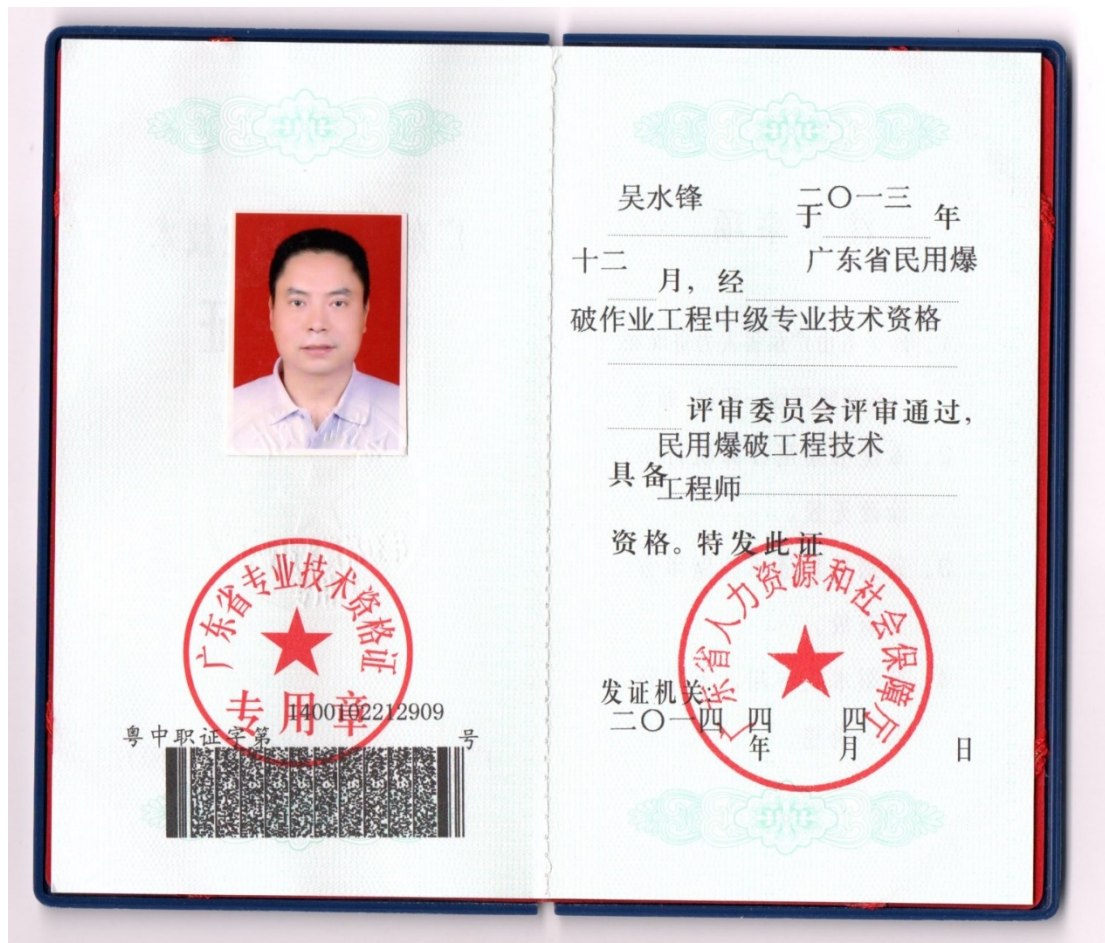 广东省专业技术资格证
专用章
1400102212909
粤中职证字第 号
吴水锋 于二〇一三年
十二月，经广东省民用爆
破作业工程中级专业技术资格
评审委员会评审通过，
民用爆破工程技术
具备工程师
资格。特发此证
广东省人力资源和社会保障厅
发证机关:
二〇一四 四 四
年 月 日